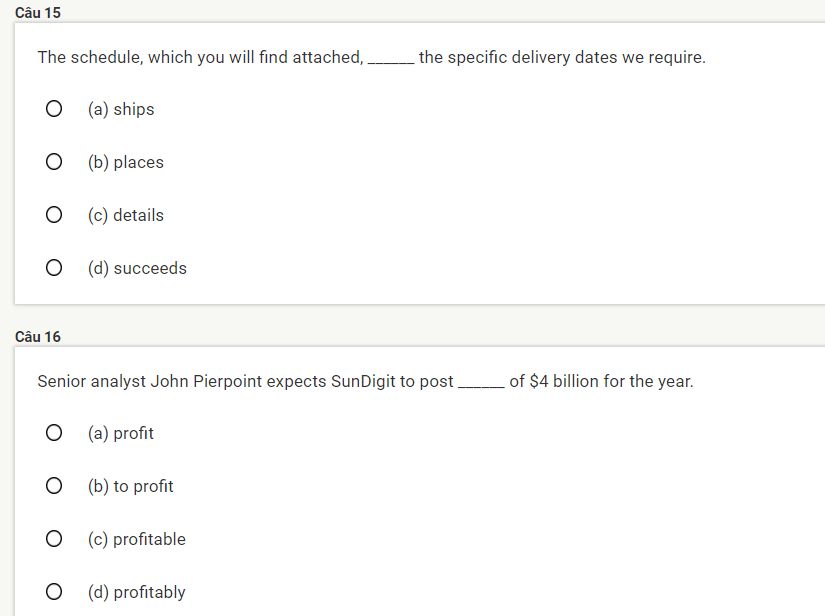 Câu 15
The schedule, which you will find attached, ______ the specific delivery dates we require.
(a) ships
(b) places
(c) details
(d) succeeds
Câu 16
Senior analyst John Pierpoint expects SunDigit to post ______ of $4 billion for the year.
(a) profit
(b) to profit
(c) profitable
(d) profitably